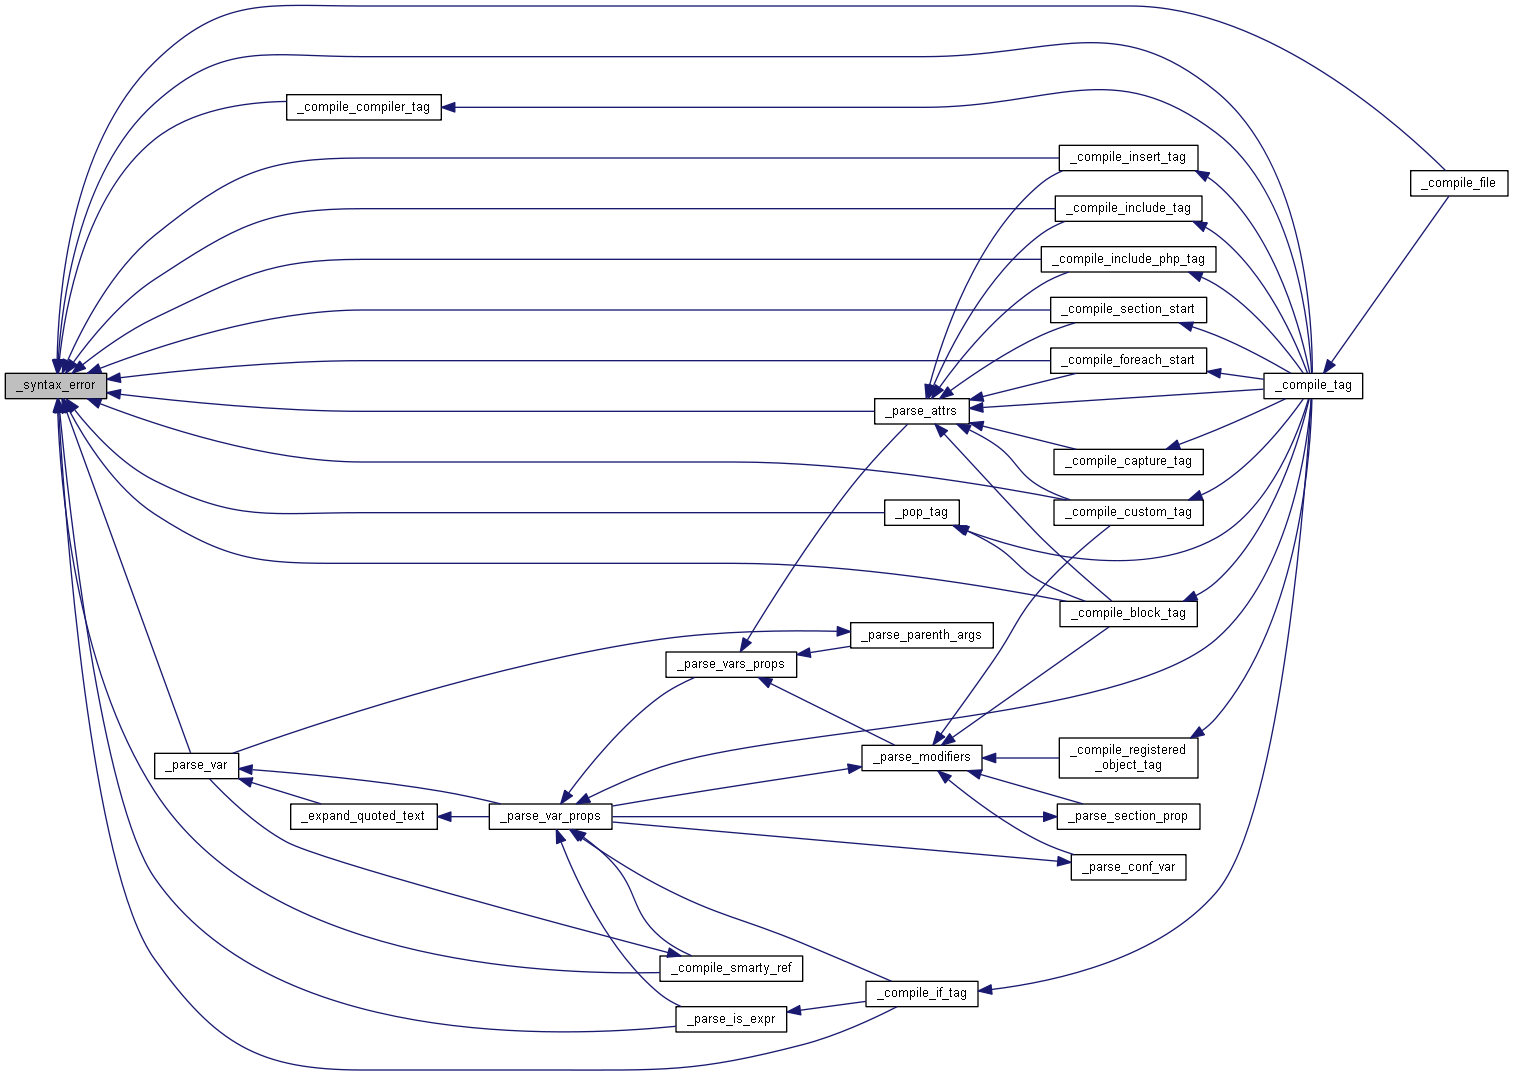 _compile_compiler_tag
_compile_insert_tag
_compile_file
_compile_include_tag
_compile_include_php_tag
_compile_section_start
_compile_foreach_start
_syntax_error
_compile_tag
_parse_attrs
_compile_capture_tag
_pop_tag
_compile_custom_tag
_compile_block_tag
_parse_parenth_args
_parse_vars_props
_parse_var
_parse_modifiers
_compile_registered
_object_tag
_expand_quoted_text
_parse_var_props
_parse_section_prop
_parse_conf_var
_compile_smarty_ref
_compile_if_tag
_parse_is_expr